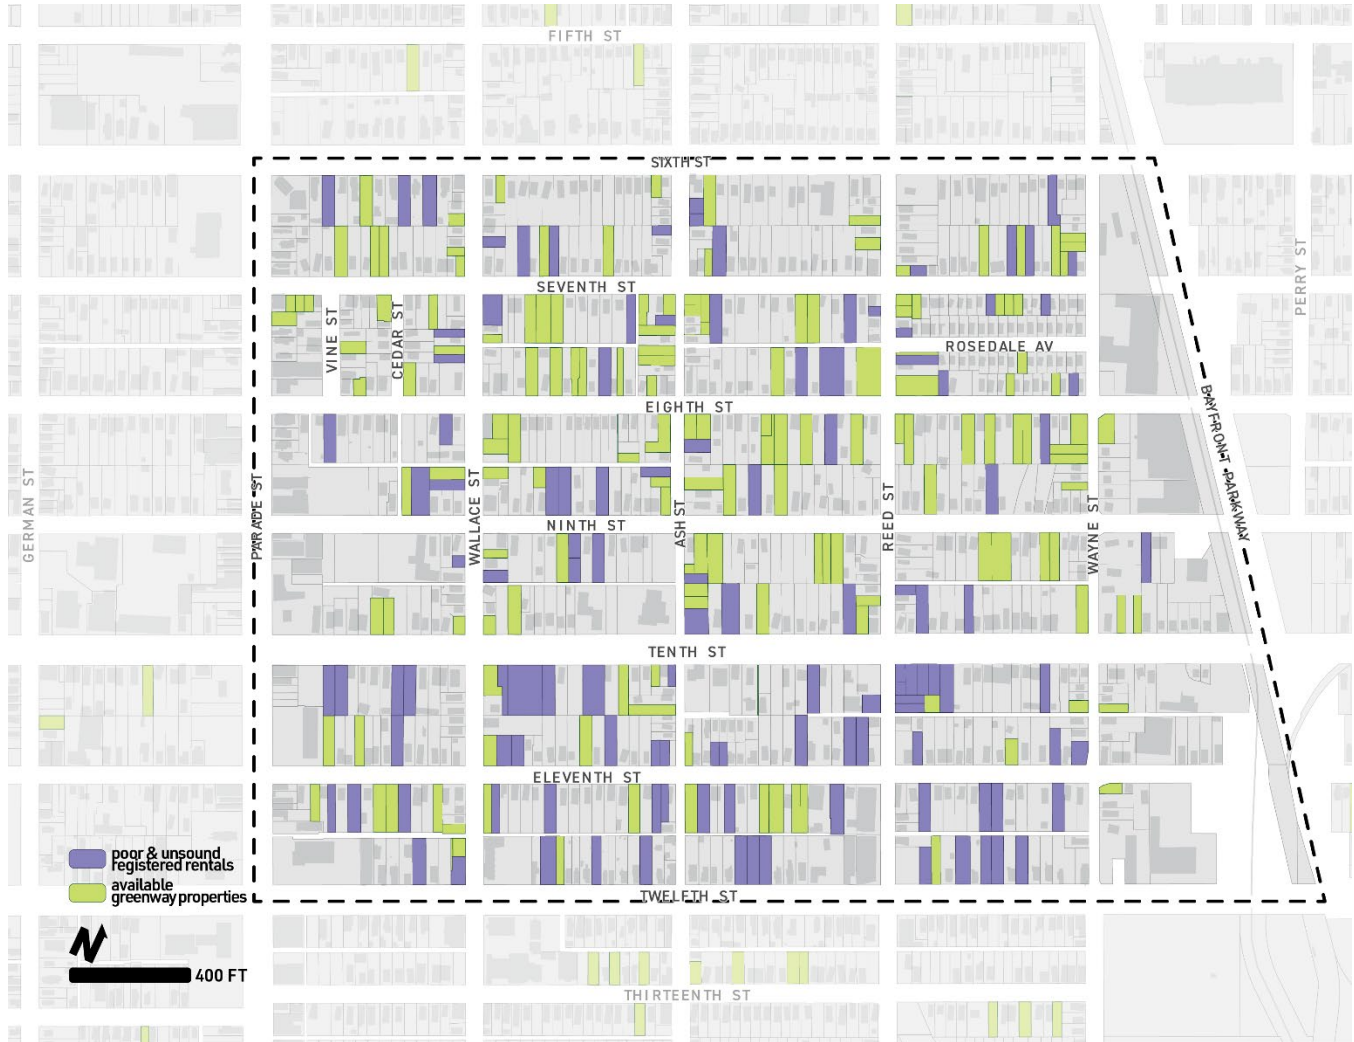 FIFTH ST
SIXTH ST
PERRY ST
SEVENTH ST
VINE ST
CEDAR ST
ROSEDALE AV
EIGHTH ST
BAYFRONT PARKWAY
GERMAN ST
PARADE ST
WALLACE ST
ASH ST
REED ST
WAYNE ST
NINTH ST
TENTH ST
ELEVENTH ST
poor & unsound
registered rentals
available
greenway properties
TWELFTH ST
N
400 FT
THIRTEENTH ST